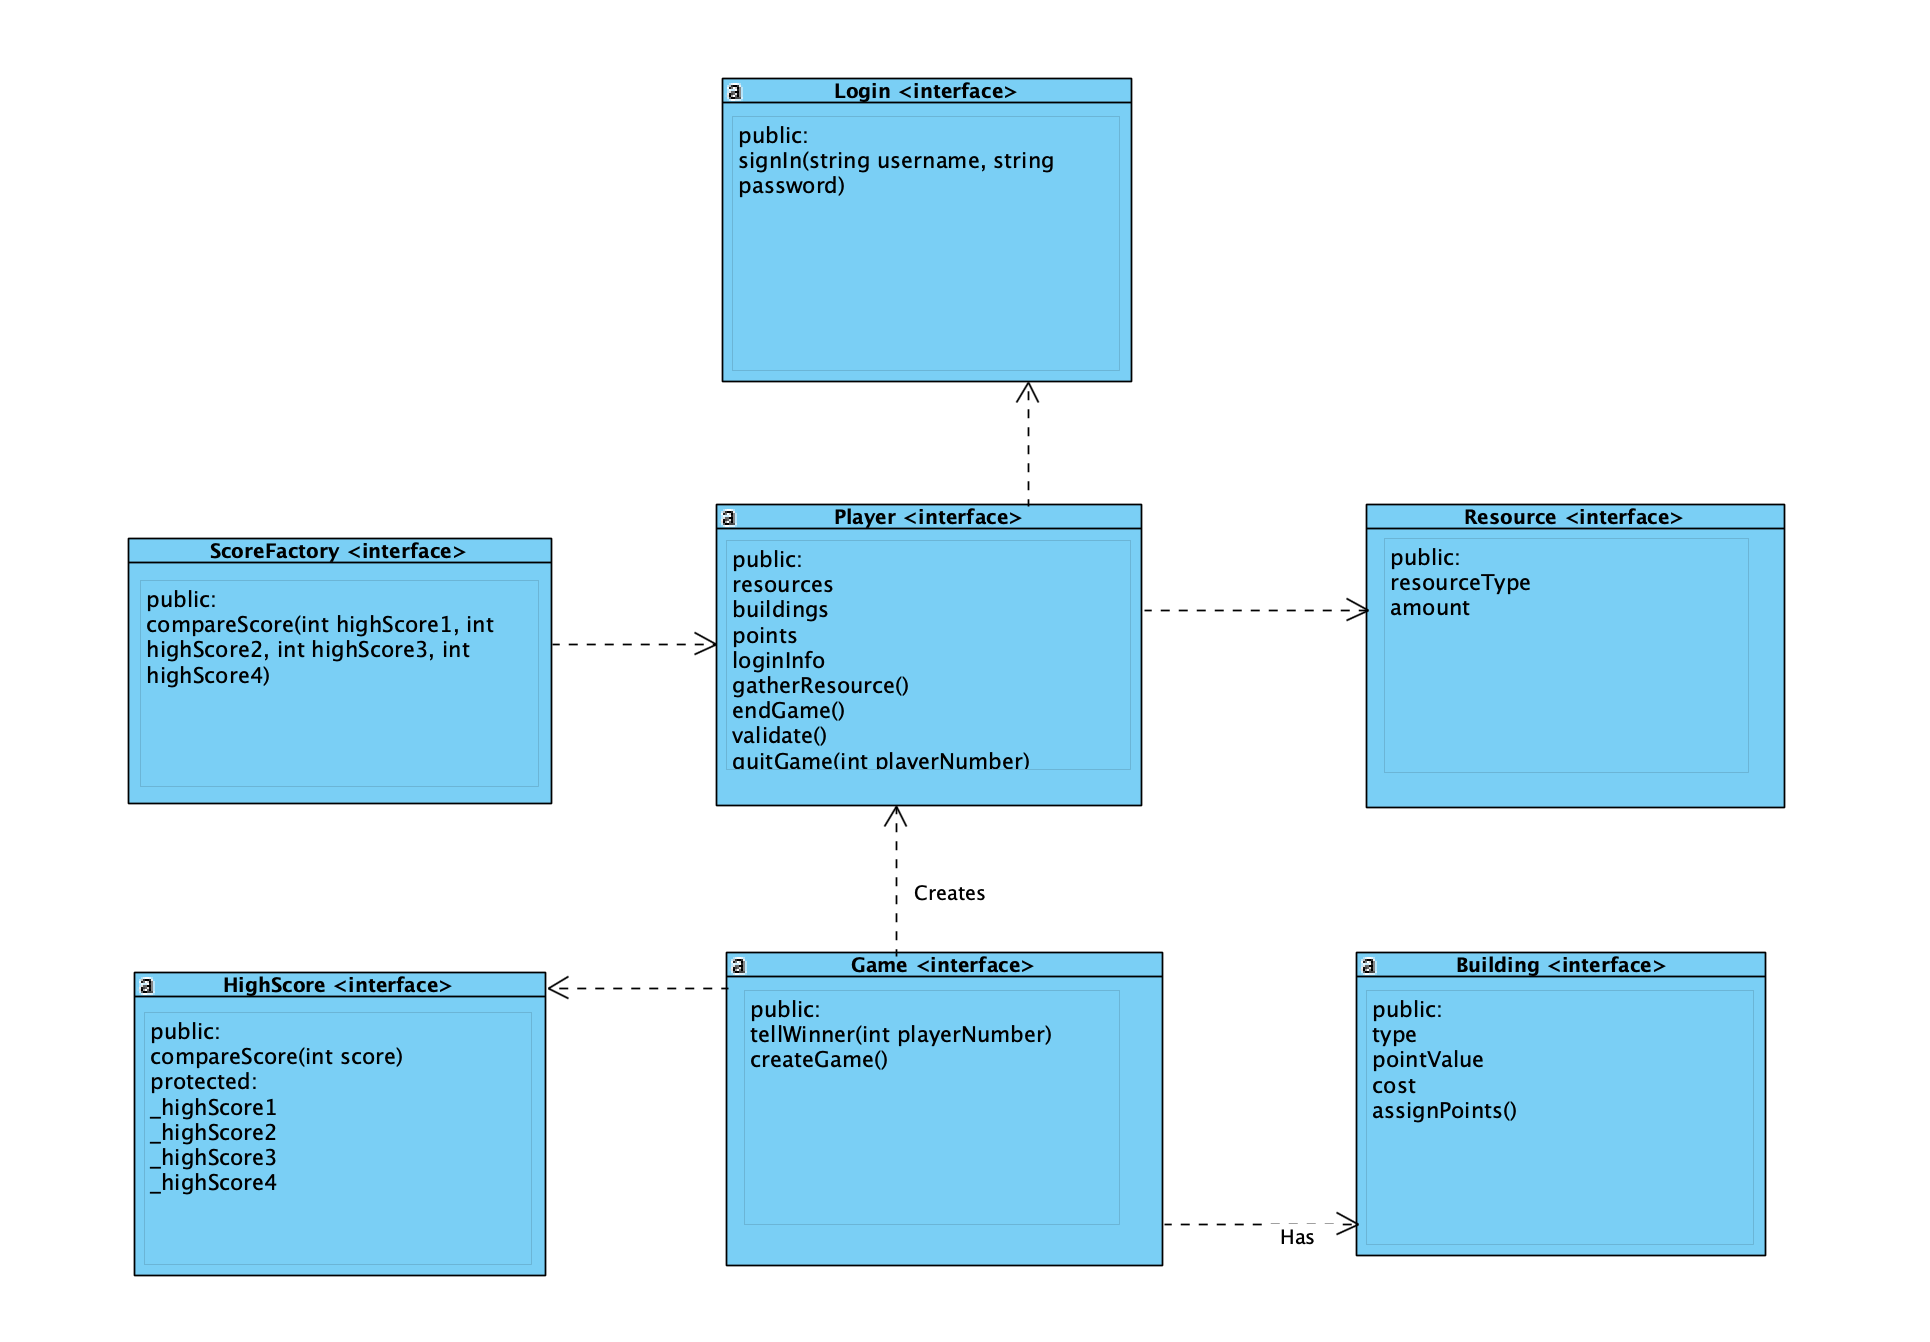 Login <interface>
public:
signIn(string username, string
password)
Player <interface>
public:
resources
buildings
points
loginInfo
gatherResource()
endGame()
validate()
quitGame(int playerNumber)
Resource <interface>
public:
resourceType
amount
ScoreFactory <interface>
public:
compareScore(int highScore1, int
highScore2, int highScore3, int
highScore4)
Creates
HighScore <interface>
public:
compareScore(int score)
protected:
_highScore1
_highScore2
_highScore3
_highScore4
Game <interface>
public:
tellWinner(int playerNumber)
createGame()
Has
Building <interface>
public:
type
pointValue
cost
assignPoints()